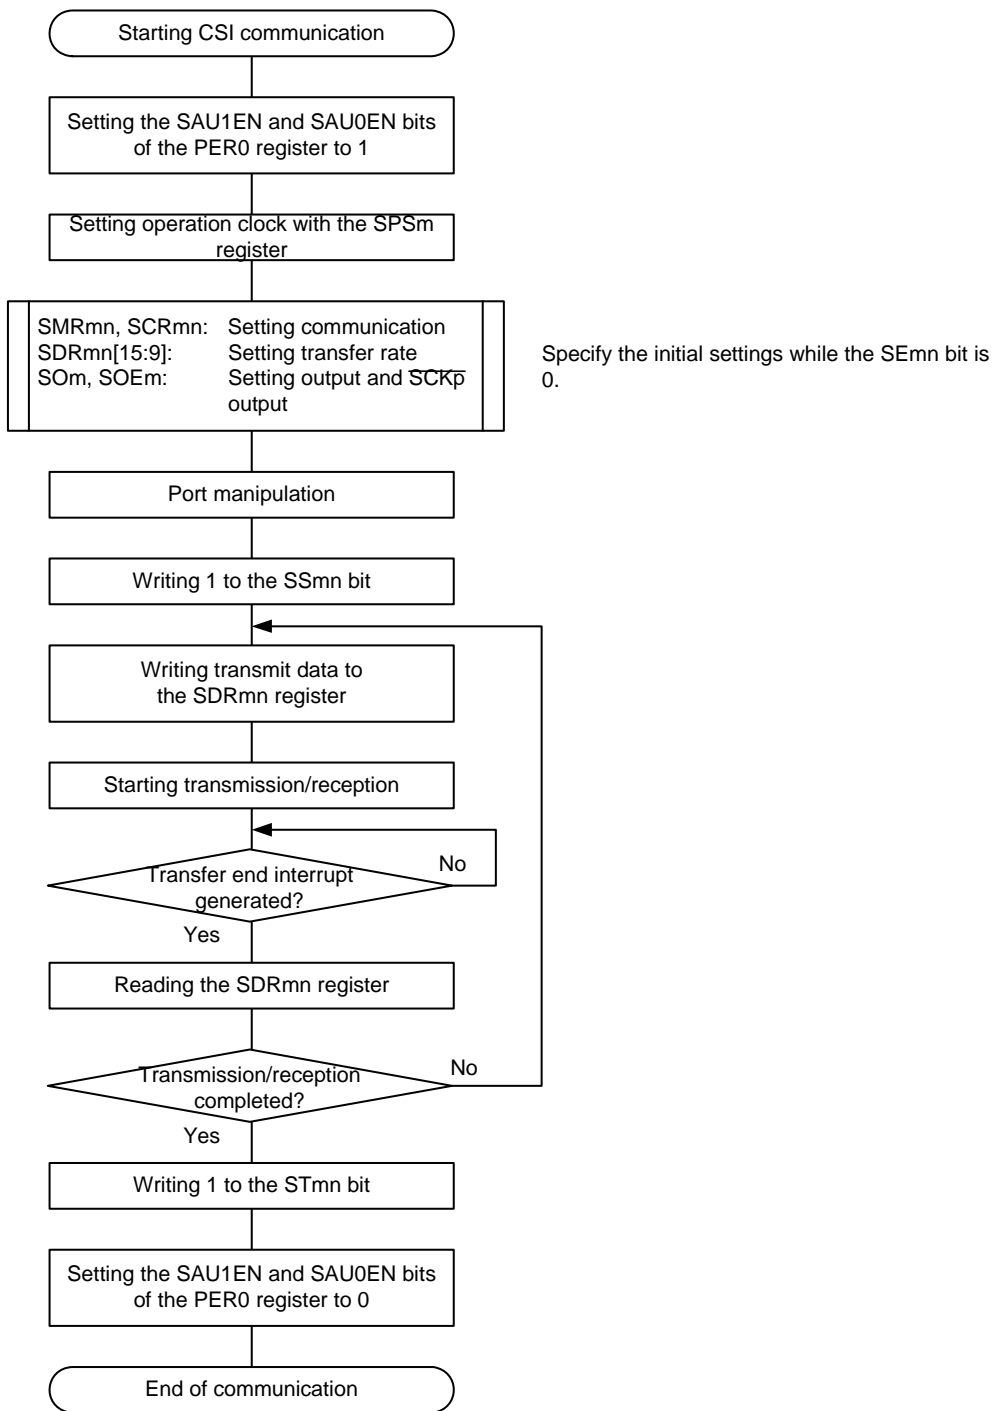 Starting CSI communication
Setting the SAU1EN and SAU0EN bits
of the PER0 register to 1
Setting operation clock with the SPSm
register
SMRmn, SCRmn: Setting communication
SDRmn[15:9]: Setting transfer rate
SOm, SOEm: Setting output and SCKp
output
Specify the initial settings while the SEmn bit is
0.
Port manipulation
Writing 1 to the SSmn bit
Writing transmit data to
the SDRmn register
Starting transmission/reception
Transfer end interrupt
generated?
No
Yes
Reading the SDRmn register
Transmission/reception
completed?
No
Yes
Writing 1 to the STmn bit
Setting the SAU1EN and SAU0EN bits
of the PER0 register to 0
End of communication